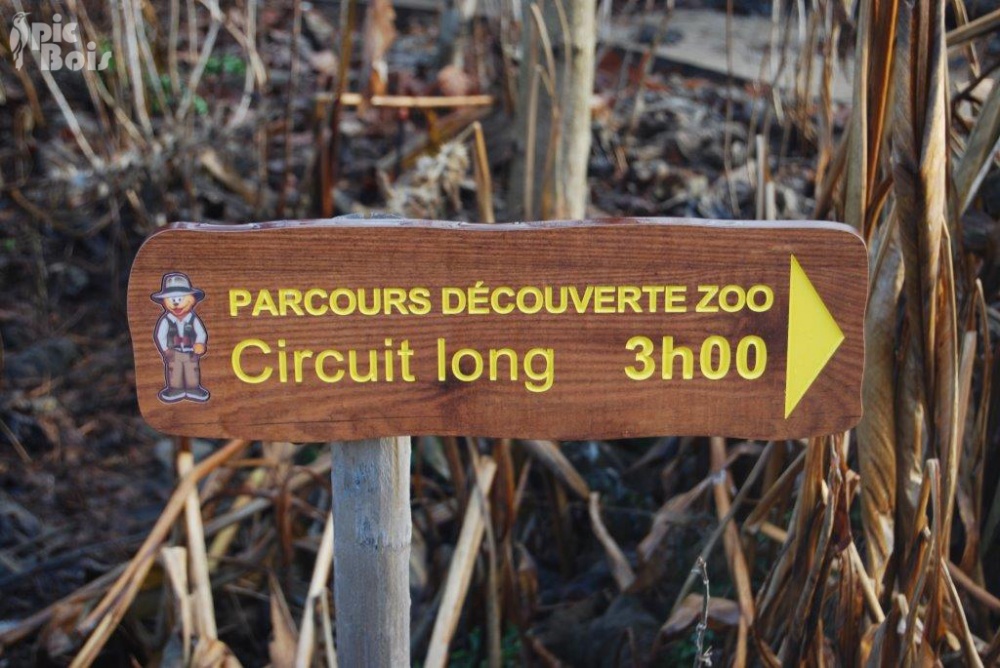 pic
Bois
PARCOURS DÉCOUVERTE ZOO
Circuit long 3h00